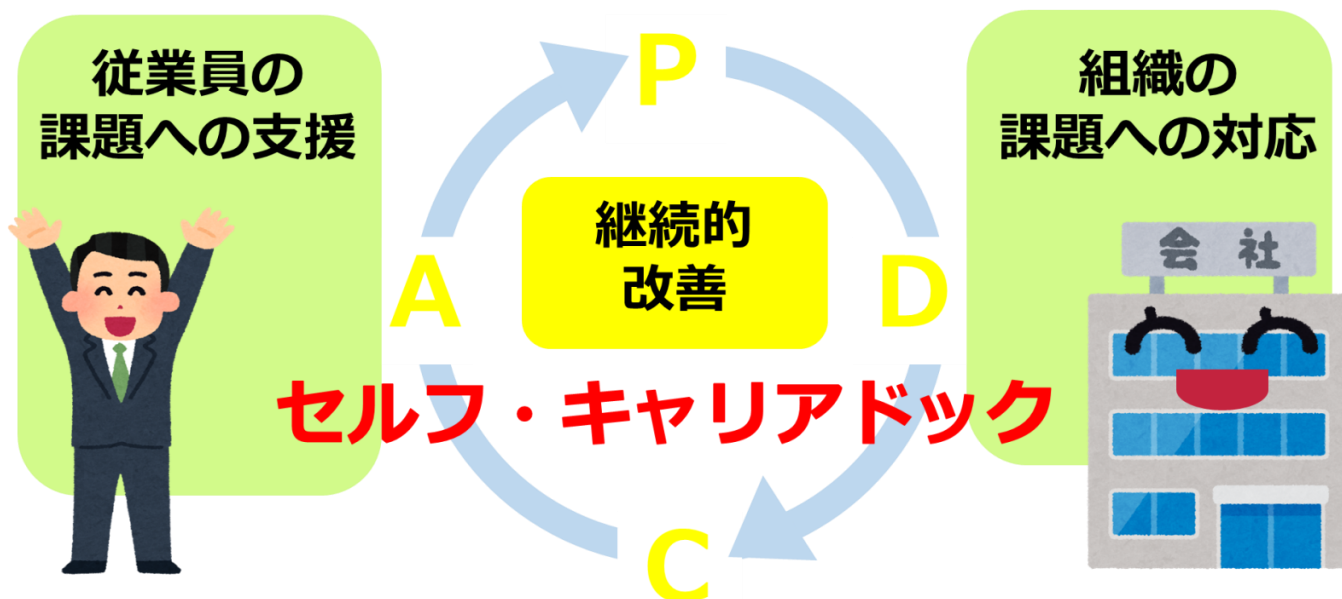 従業員の
課題への支援
P
組織の
課題への対応
継続的
改善
A
D
会社
セルフ・キャリアドック
C